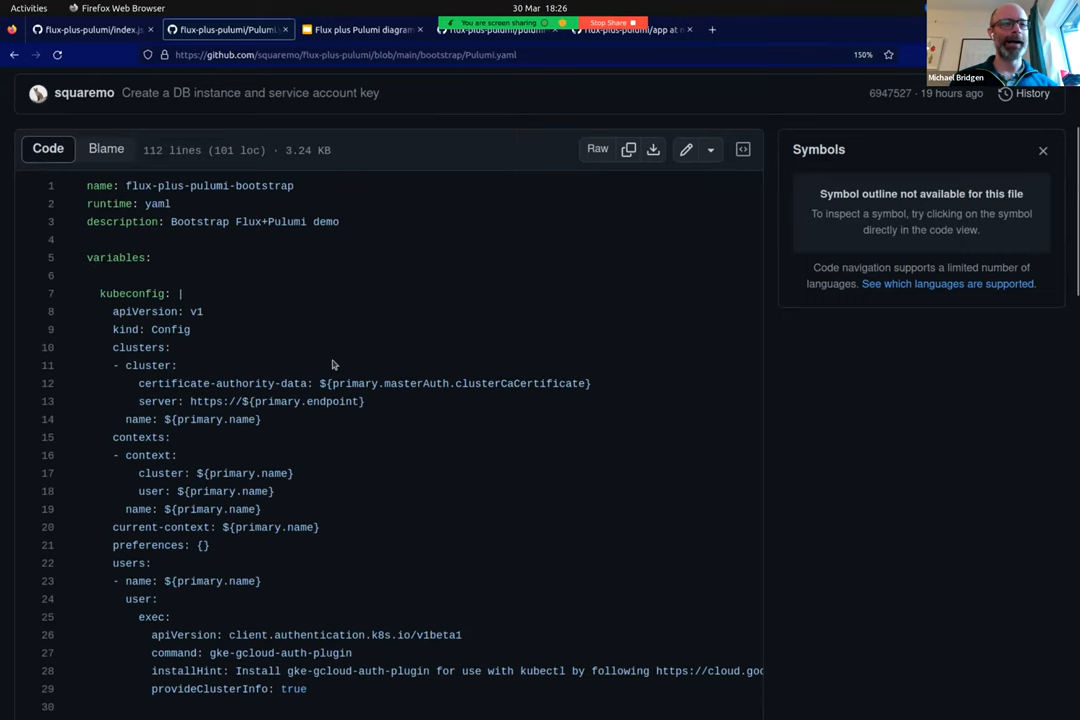 Activities
Firefox Web Browser
30 Mar 18:26
flux-plus-pulumi/index.js
flux-plus-pulumi/Pulumi.
Flux plus Pulumi diagram
You are screen sharing
Stop Share
flux-plus-pulumi/app at
https://github.com/squaremo/flux-plus-pulumi/blob/main/bootstrap/Pulumi.yaml
150%
Michael Bridgen
squaremo Create a DB instance and service account key
6947527 · 19 hours ago
History
Code
Blame
112 lines (101 loc) · 3.24 KB
Raw
1 name: flux-plus-pulumi-bootstrap
2 runtime: yaml
3 description: Bootstrap Flux+Pulumi demo
4
5 variables:
6
7 kubeconfig: |
8 apiVersion: v1
9 kind: Config
10 clusters:
11 - cluster:
12 certificate-authority-data: ${primary.masterAuth.clusterCaCertificate}
13 server: https://${primary.endpoint}
14 name: ${primary.name}
15 contexts:
16 - context:
17 cluster: ${primary.name}
18 user: ${primary.name}
19 name: ${primary.name}
20 current-context: ${primary.name}
21 preferences: {}
22 users:
23 - name: ${primary.name}
24 user:
25 exec:
26 apiVersion: client.authentication.k8s.io/v1beta1
27 command: gke-gcloud-auth-plugin
28 installHint: Install gke-gcloud-auth-plugin for use with kubectl by following https://cloud.goo
29 provideClusterInfo: true
30
Symbols
Symbol outline not available for this file
To inspect a symbol, try clicking on the symbol
directly in the code view.
Code navigation supports a limited number of
languages. See which languages are supported.